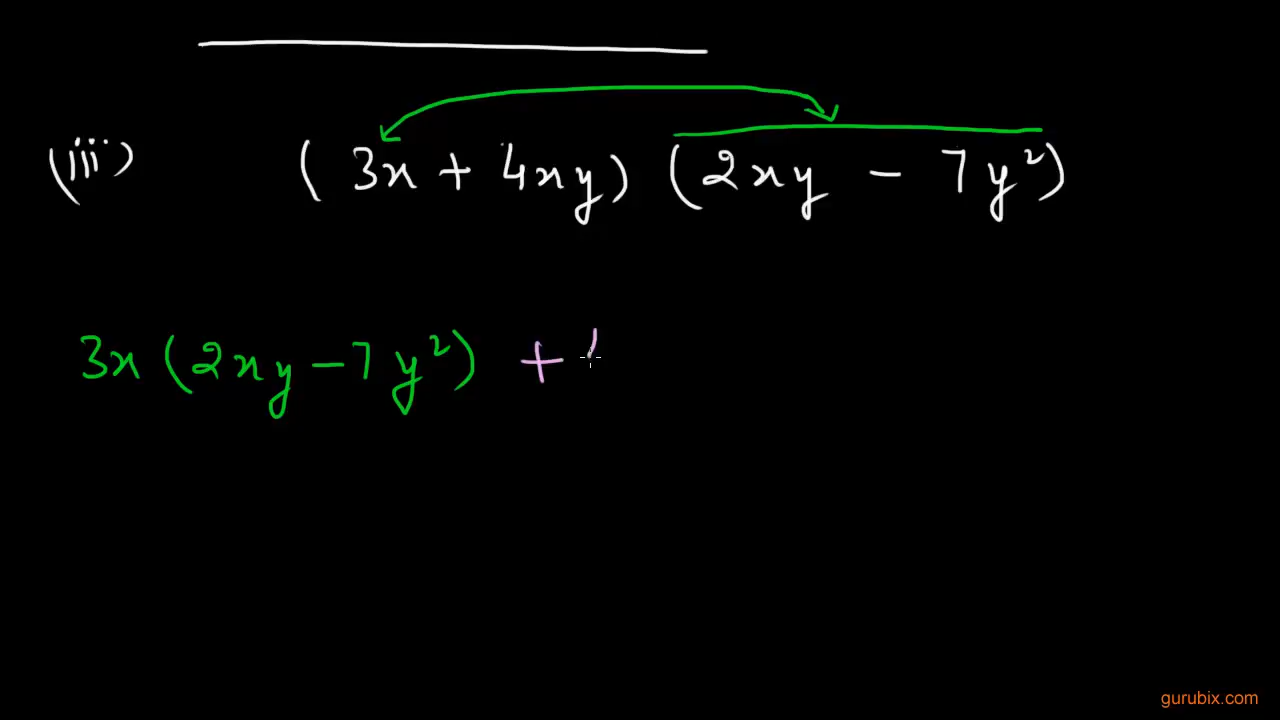 (iii) (3x + 4xy) (2xy - 7y²)
3x (2xy - 7y²) +
gurubix.com